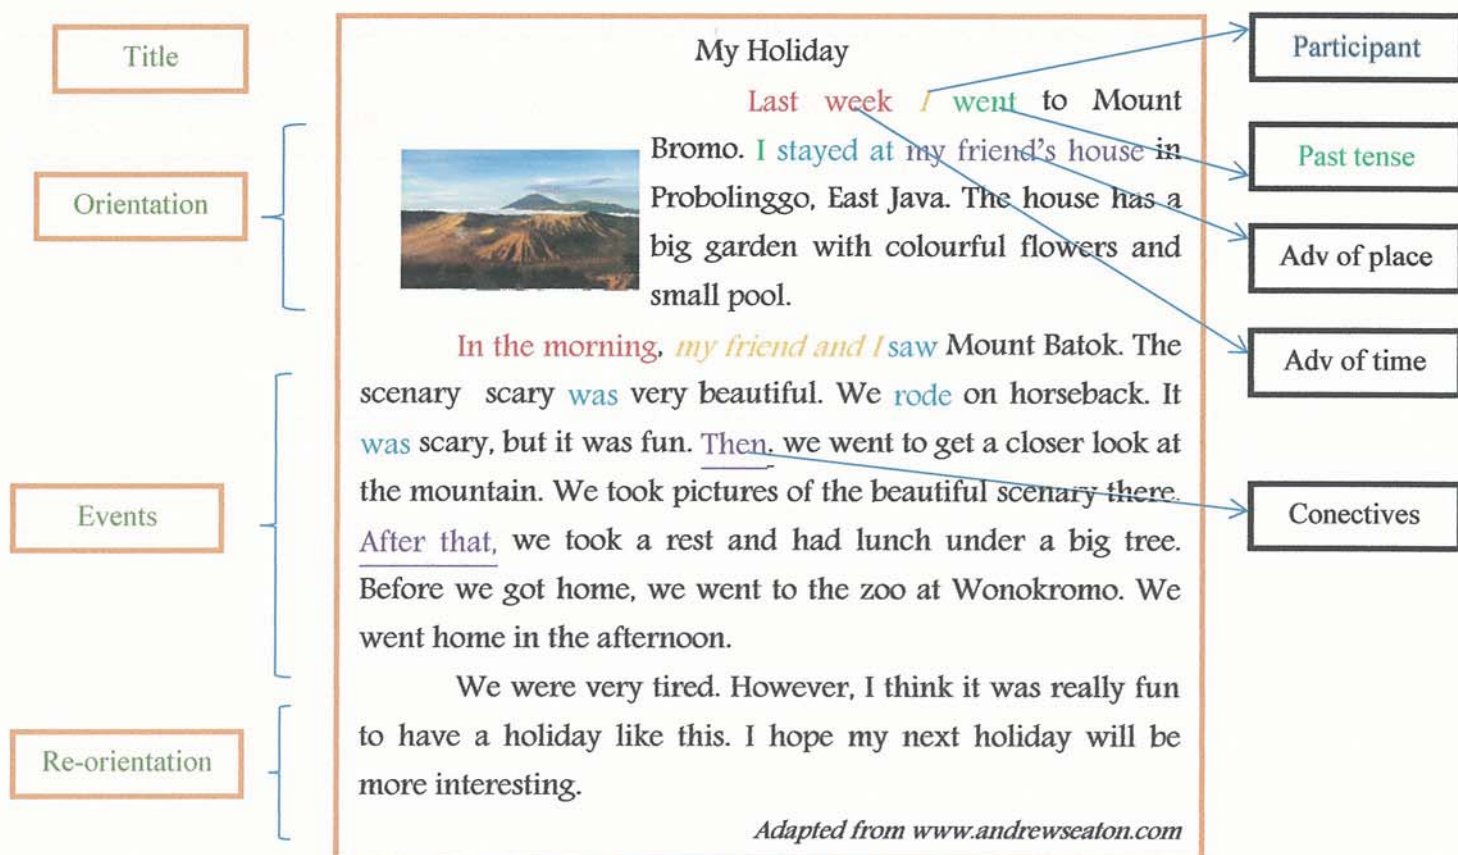 Title
Orientation
Events
Re-orientation
My Holiday
Last week I went to Mount
Bromo. I stayed at my friend's house in
Probolinggo, East Java. The house has a
big garden with colourful flowers and
small pool.
In the morning, my friend and I saw Mount Batok. The
scenary scary was very beautiful. We rode on horseback. It
was scary, but it was fun. Then. we went to get a closer look at
the mountain. We took pictures of the beautiful scenary there.
After that, we took a rest and had lunch under a big tree.
Before we got home, we went to the zoo at Wonokromo. We
went home in the afternoon.
We were very tired. However, I think it was really fun
to have a holiday like this. I hope my next holiday will be
more interesting.
Adapted from www.andrewseaton.com
Participant
Past tense
Adv of place
Adv of time
Conectives